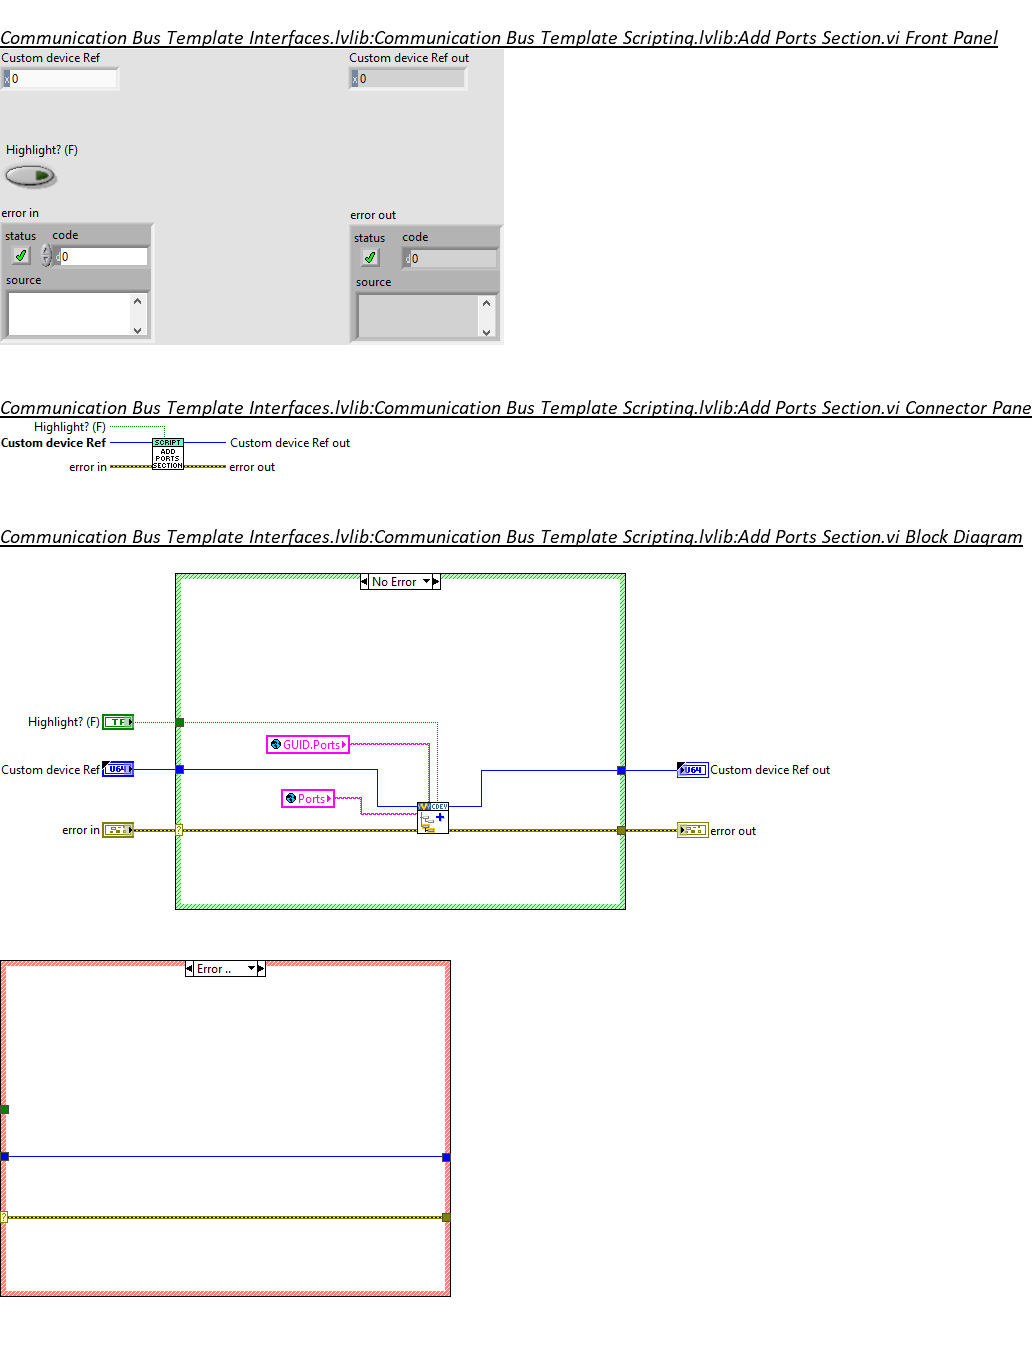 Communication Bus Template Interfaces.lvlib:Communication Bus Template Scripting.lvlib:Add Ports Section.vi Front Panel
Custom device Ref
Custom device Ref out
x 0
x 0
Highlight? (F)
error in
error out
status code
status code
d 0
d 0
source
source
Communication Bus Template Interfaces.lvlib:Communication Bus Template Scripting.lvlib:Add Ports Section.vi Connector Pane
Highlight? (F)
Custom device Ref
Custom device Ref out
SCRIPT
ADD
PORTS
SECTION
error in
error out
Communication Bus Template Interfaces.lvlib:Communication Bus Template Scripting.lvlib:Add Ports Section.vi Block Diagram
No Error
Highlight? (F)
TF
GUID.Ports
Custom device Ref
U64
U64
Custom device Ref out
Ports
CDEV
error in
?
error out
Error ..
?